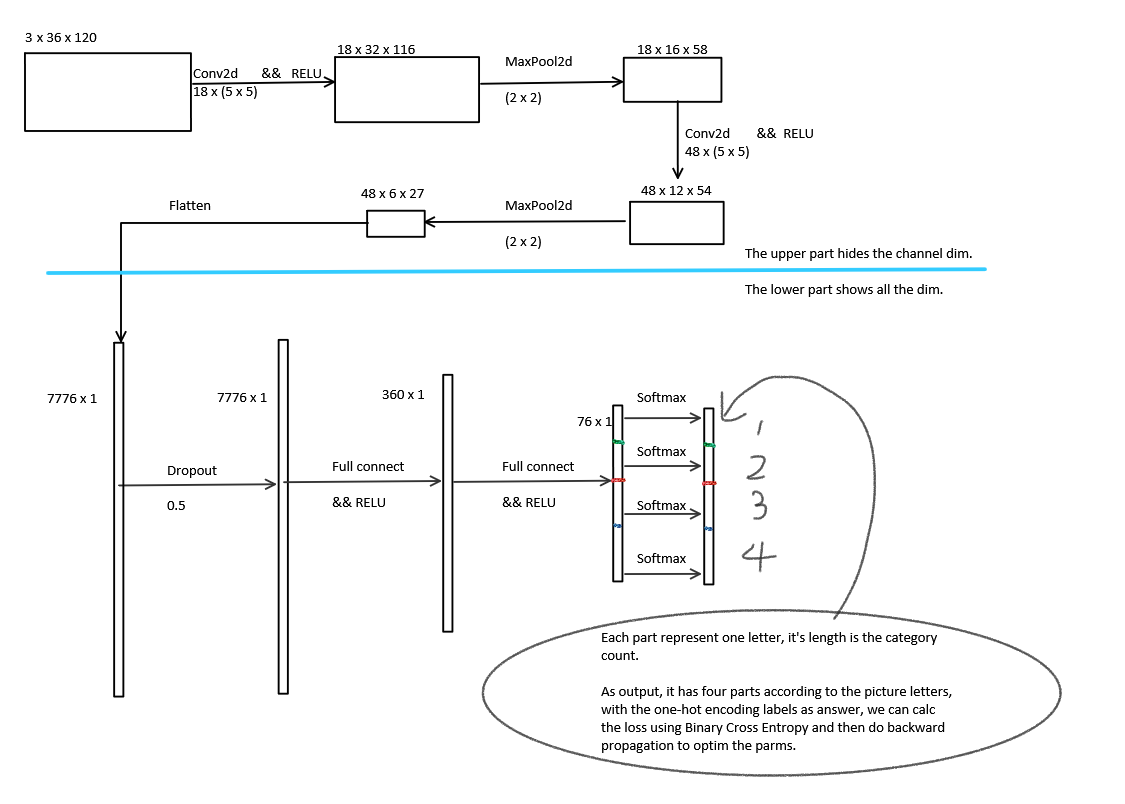 3 x 36 x 120
Conv2d && RELU
18 x (5 x 5)
18 x 32 x 116
MaxPool2d
(2 x 2)
18 x 16 x 58
Conv2d && RELU
48 x (5 x 5)
48 x 12 x 54
MaxPool2d
(2 x 2)
48 x 6 x 27
Flatten
The upper part hides the channel dim.
The lower part shows all the dim.
7776 x 1
Dropout
0.5
7776 x 1
Full connect
&& RELU
360 x 1
Full connect
&& RELU
76 x 1
Softmax
Softmax
Softmax
Softmax
1
2
3
4
Each part represent one letter, it's length is the category
count.
As output, it has four parts according to the picture letters,
with the one-hot encoding labels as answer, we can calc
the loss using Binary Cross Entropy and then do backward
propagation to optim the parms.